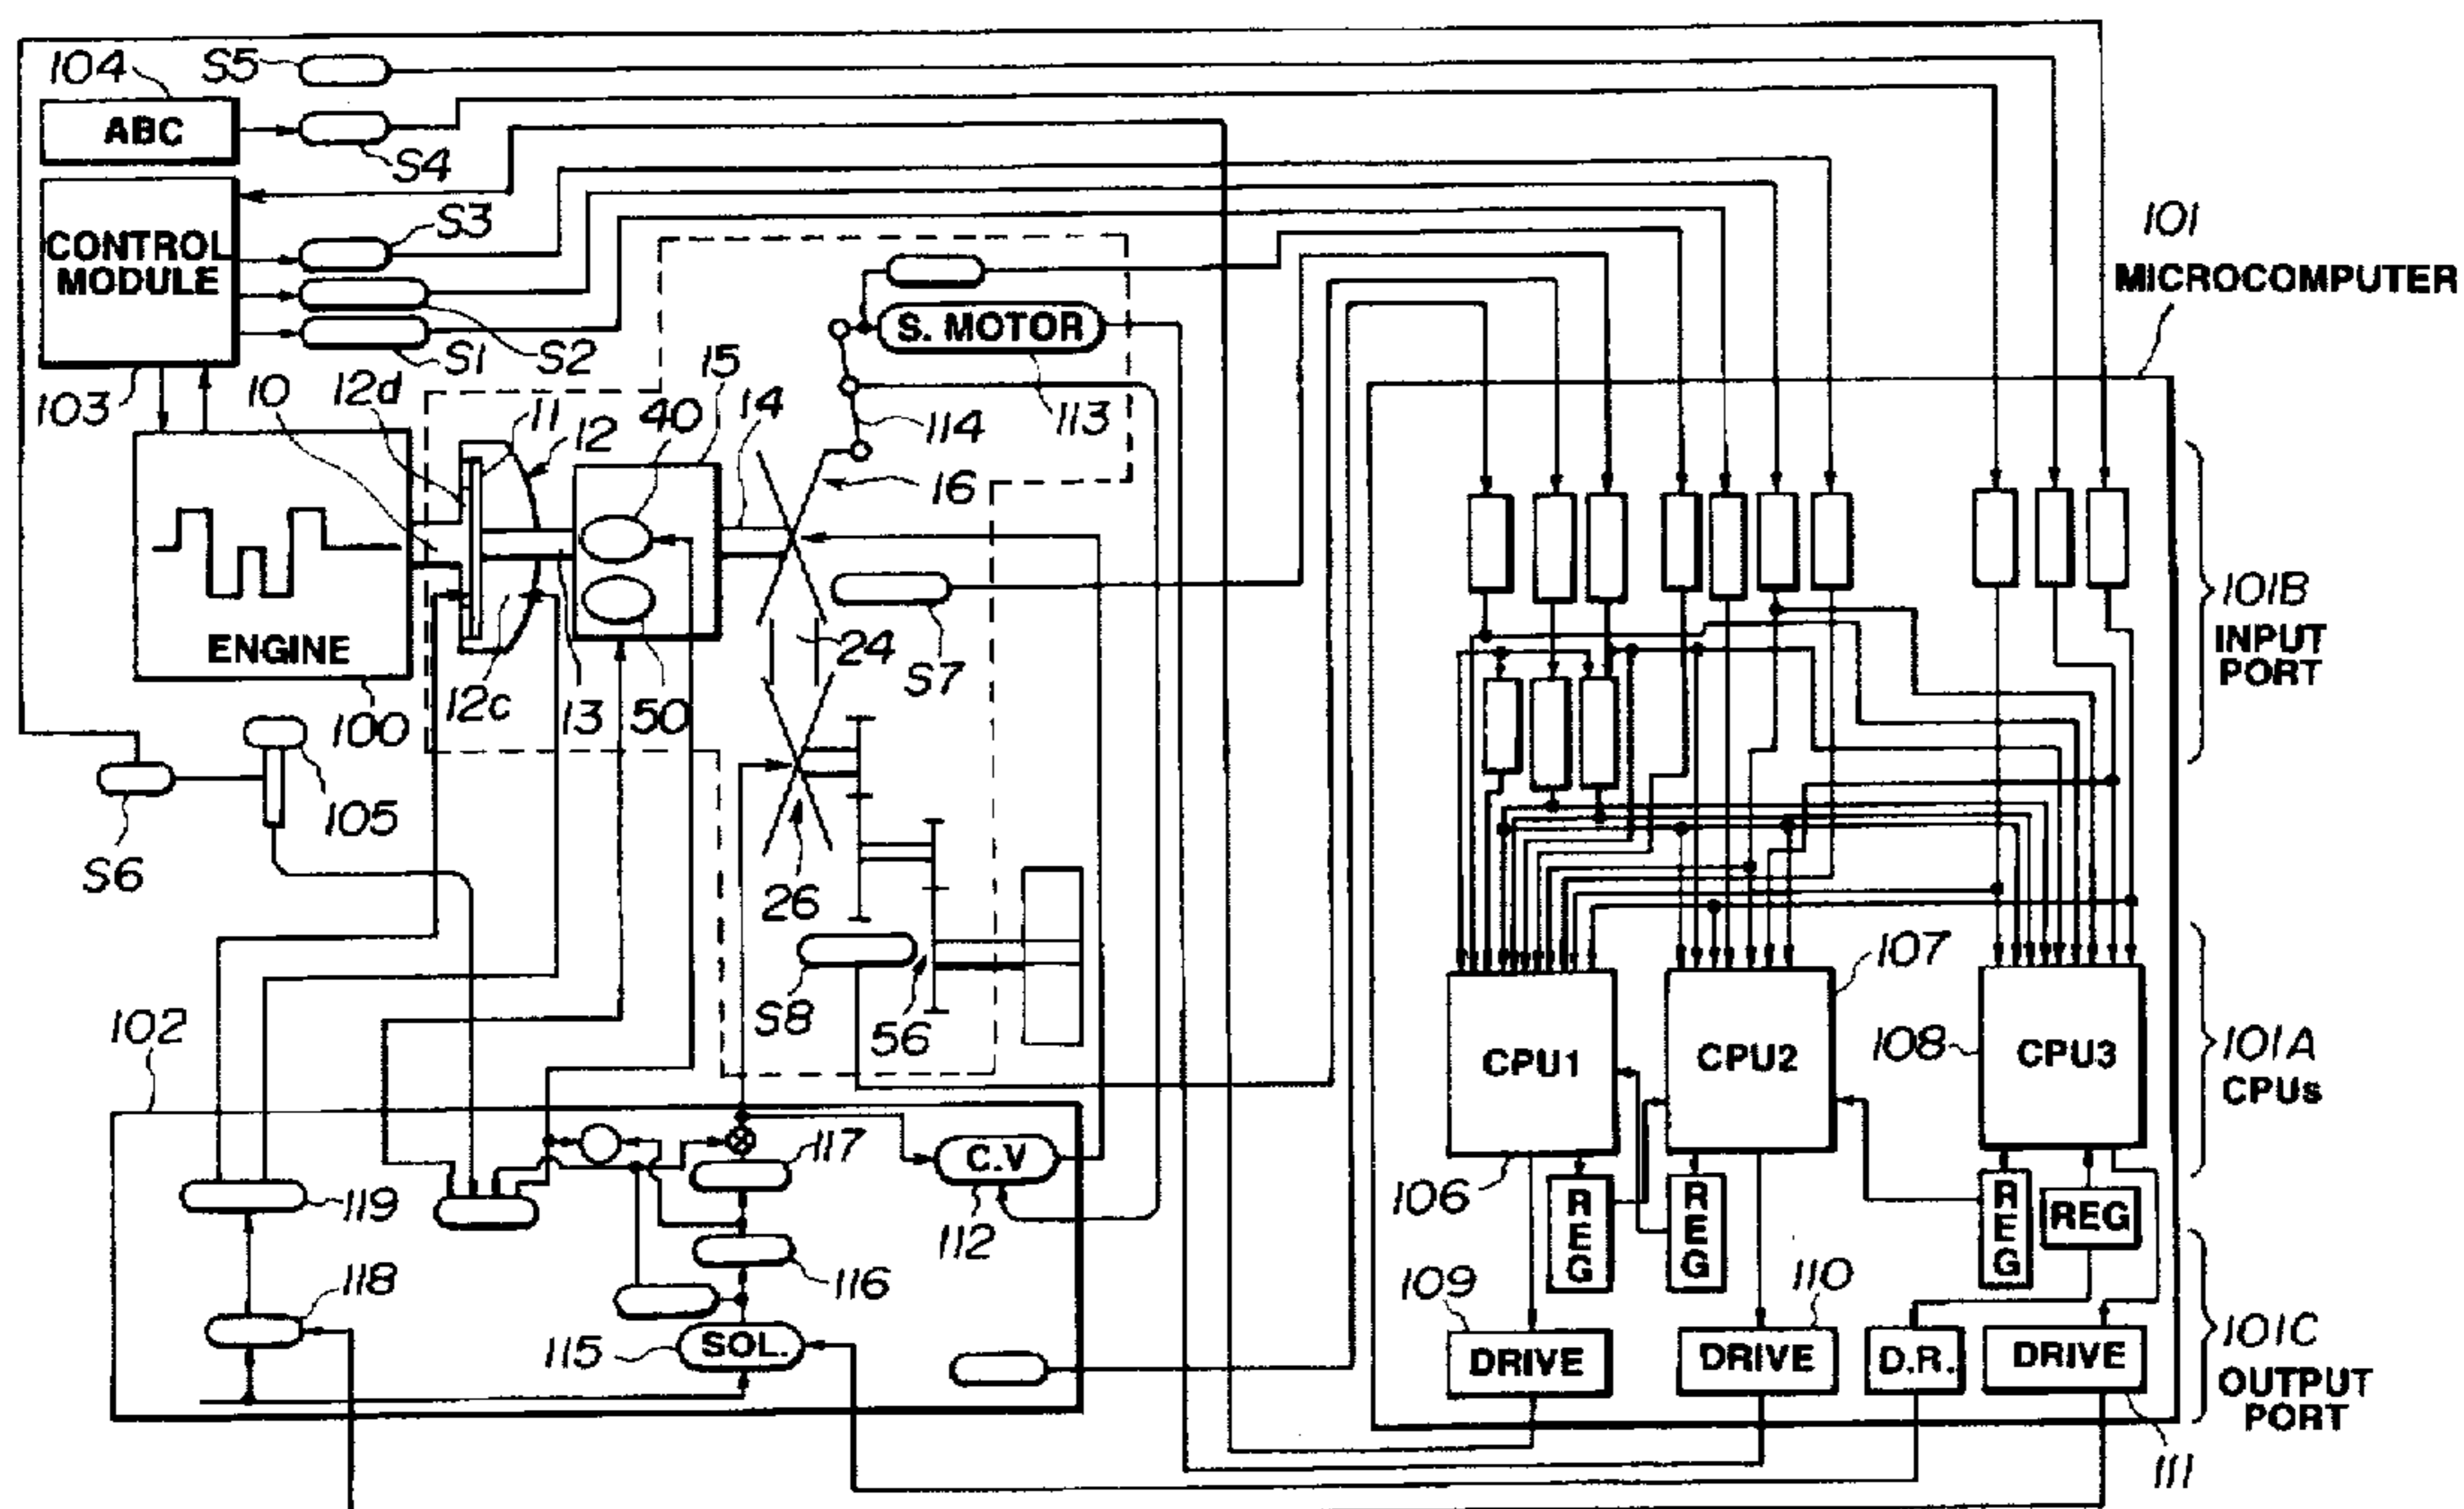 104
S5
ABC
S4
CONTROL
MODULE
S3
S2
S1
103
10
12d
11
12
40
15
14
S. MOTOR
113
114
16
101
MICROCOMPUTER
ENGINE
100
12c
13
50
24
S7
101B
INPUT
PORT
105
S6
26
S8
56
102
107
108
CPU1
CPU2
CPU3
101A
CPUs
106
REG
REG
REG
REG
117
C.V
112
119
116
118
115
SOL.
109
DRIVE
110
DRIVE
D.R.
DRIVE
111
101C
OUTPUT
PORT